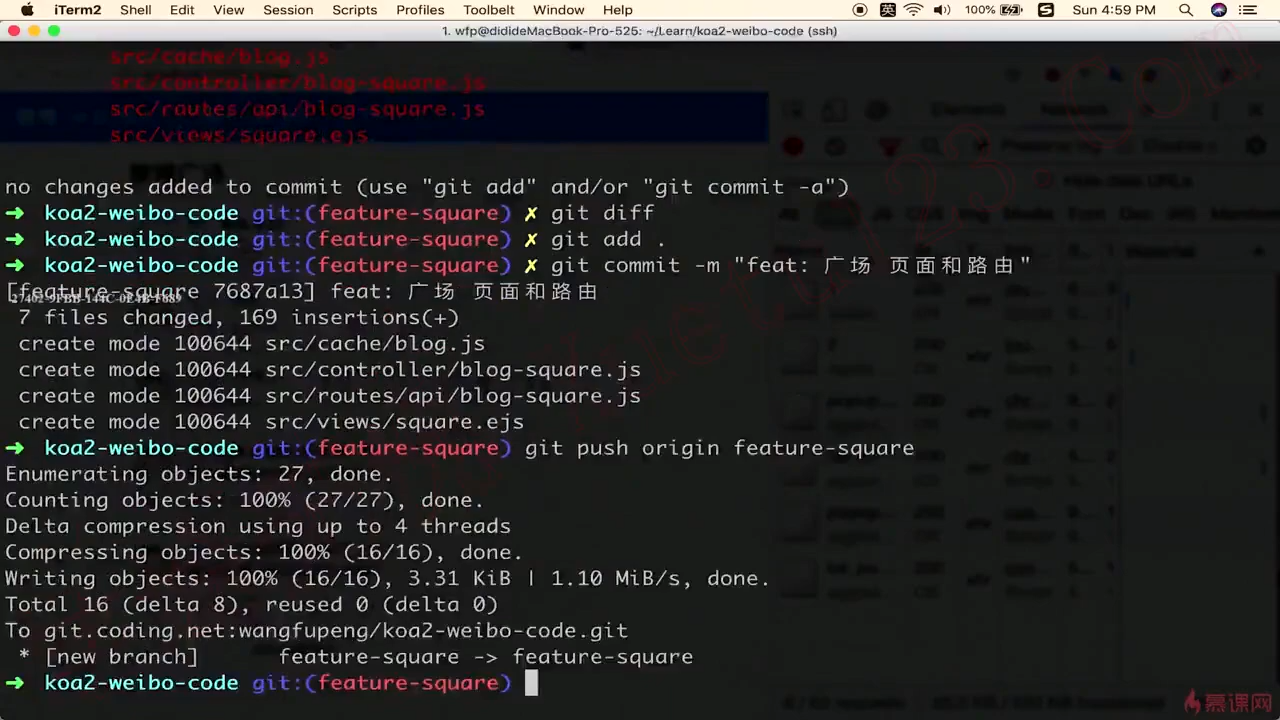 iTerm2 Shell Edit View Session Scripts Profiles Toolbelt Window Help 英 100% Sun 4:59 PM
1. wfp@didideMacBook-Pro-525: ~/Learn/koa2-weibo-code (ssh)
src/cache/blog.js
src/controller/blog-square.js
src/routes/api/blog-square.js
src/views/square.ejs
no changes added to commit (use "git add" and/or "git commit -a")
➜ koa2-weibo-code git:(feature-square) ✗ git diff
➜ koa2-weibo-code git:(feature-square) ✗ git add .
➜ koa2-weibo-code git:(feature-square) ✗ git commit -m "feat: 广场 页面和路由"
[feature-square 7687a13] feat: 广场 页面和路由
7 files changed, 169 insertions(+)
create mode 100644 src/cache/blog.js
create mode 100644 src/controller/blog-square.js
create mode 100644 src/routes/api/blog-square.js
create mode 100644 src/views/square.ejs
➜ koa2-weibo-code git:(feature-square) git push origin feature-square
Enumerating objects: 27, done.
Counting objects: 100% (27/27), done.
Delta compression using up to 4 threads
Compressing objects: 100% (16/16), done.
Writing objects: 100% (16/16), 3.31 KiB | 1.10 MiB/s, done.
Total 16 (delta 8), reused 0 (delta 0)
To git.coding.net:wangfupeng/koa2-weibo-code.git
* [new branch] feature-square -> feature-square
➜ koa2-weibo-code git:(feature-square)
慕课网